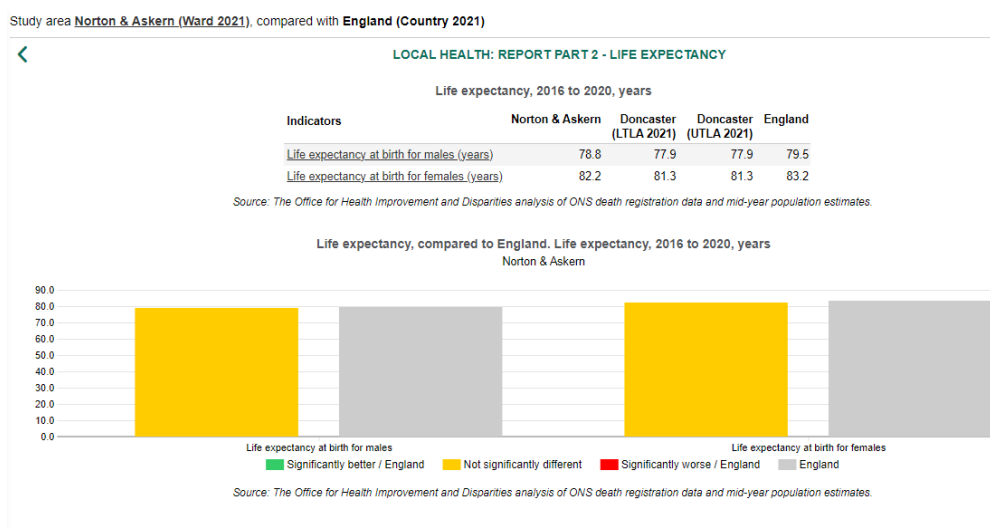 Study area Norton & Askern (Ward 2021), compared with England (Country 2021)
LOCAL HEALTH: REPORT PART 2 - LIFE EXPECTANCY
Life expectancy, 2016 to 2020, years
Indicators Norton & Askern Doncaster (LTLA 2021) Doncaster (UTLA 2021) England
Life expectancy at birth for males (years) 78.8 77.9 77.9 79.5
Life expectancy at birth for females (years) 82.2 81.3 81.3 83.2
Source: The Office for Health Improvement and Disparities analysis of ONS death registration data and mid-year population estimates.
Life expectancy, compared to England. Life expectancy, 2016 to 2020, years
Norton & Askern
90.0
80.0
70.0
60.0
50.0
40.0
30.0
20.0
10.0
0.0
Life expectancy at birth for males Life expectancy at birth for females
Significantly better / England Not significantly different Significantly worse / England England
Source: The Office for Health Improvement and Disparities analysis of ONS death registration data and mid-year population estimates.